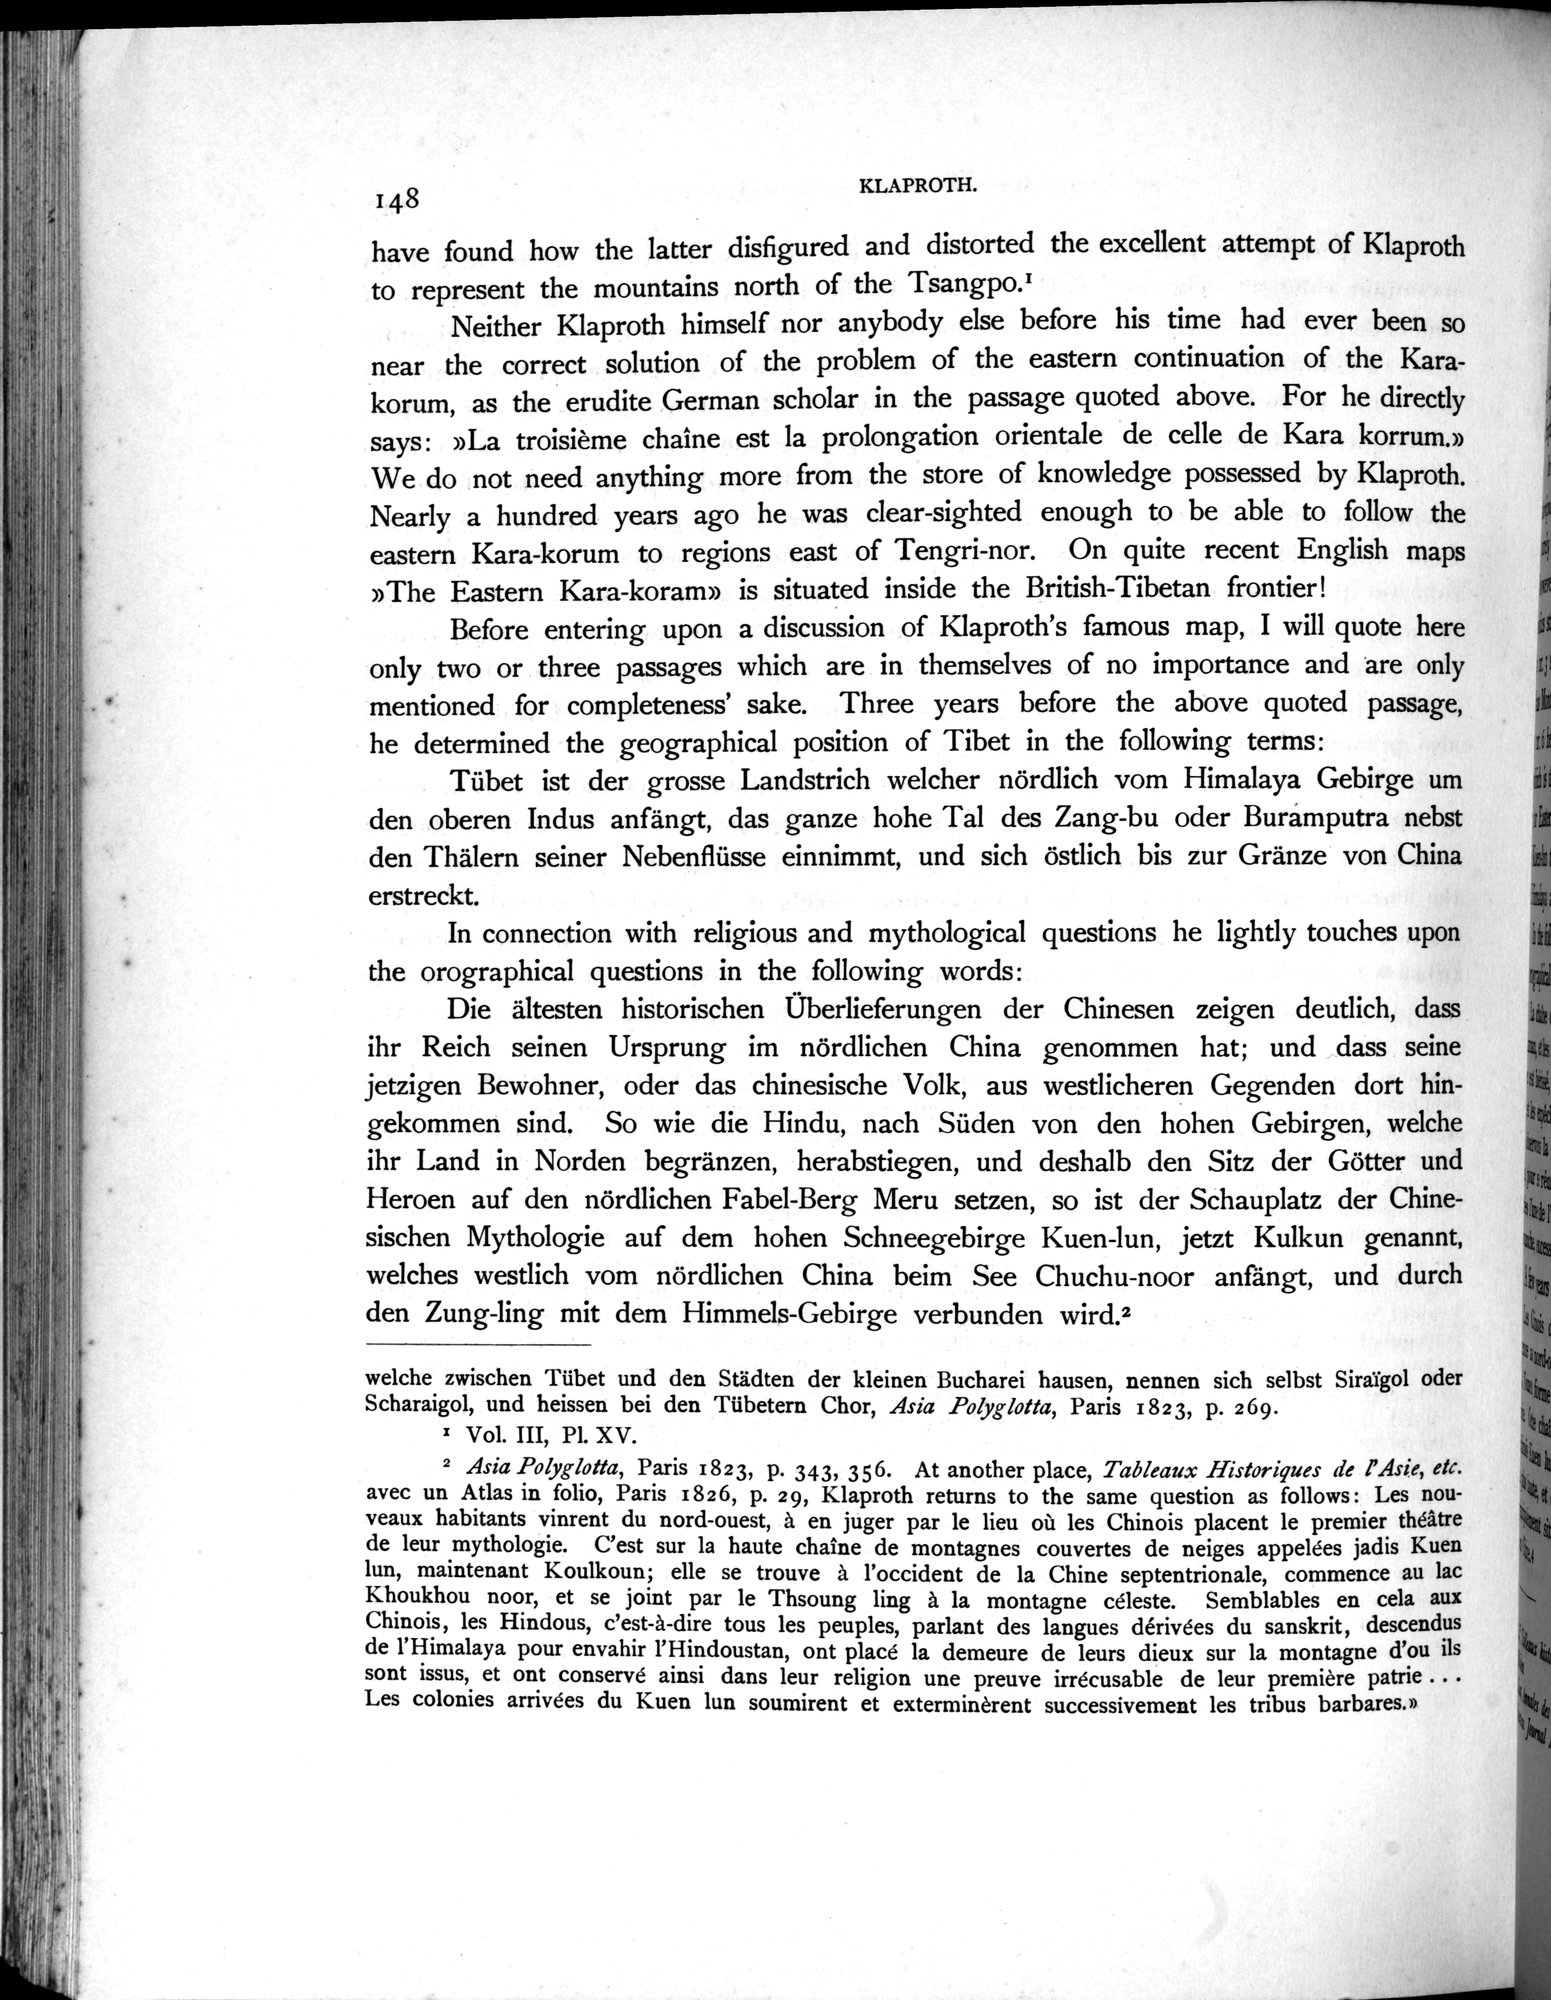 148
KLAPROTH.
have found how the latter disfigured and distorted the excellent attempt of Klaproth
to represent the mountains north of the Tsangpo.¹
Neither Klaproth himself nor anybody else before his time had ever been so
near the correct solution of the problem of the eastern continuation of the Kara-
korum, as the erudite German scholar in the passage quoted above. For he directly
says: »La troisième chaîne est la prolongation orientale de celle de Kara korrum.»
We do not need anything more from the store of knowledge possessed by Klaproth.
Nearly a hundred years ago he was clear-sighted enough to be able to follow the
eastern Kara-korum to regions east of Tengri-nor. On quite recent English maps
»The Eastern Kara-koram» is situated inside the British-Tibetan frontier!
Before entering upon a discussion of Klaproth's famous map, I will quote here
only two or three passages which are in themselves of no importance and are only
mentioned for completeness' sake. Three years before the above quoted passage,
he determined the geographical position of Tibet in the following terms:
Tübet ist der grosse Landstrich welcher nördlich vom Himalaya Gebirge um
den oberen Indus anfängt, das ganze hohe Tal des Zang-bu oder Buramputra nebst
den Thälern seiner Nebenflüsse einnimmt, und sich östlich bis zur Gränze von China
erstreckt.
In connection with religious and mythological questions he lightly touches upon
the orographical questions in the following words:
Die ältesten historischen Überlieferungen der Chinesen zeigen deutlich, dass
ihr Reich seinen Ursprung im nördlichen China genommen hat; und dass seine
jetzigen Bewohner, oder das chinesische Volk, aus westlicheren Gegenden dort hin-
gekommen sind. So wie die Hindu, nach Süden von den hohen Gebirgen, welche
ihr Land in Norden begränzen, herabstiegen, und deshalb den Sitz der Götter und
Heroen auf den nördlichen Fabel-Berg Meru setzen, so ist der Schauplatz der Chine-
sischen Mythologie auf dem hohen Schneegebirge Kuen-lun, jetzt Kulkun genannt,
welches westlich vom nördlichen China beim See Chuchu-noor anfängt, und durch
den Zung-ling mit dem Himmels-Gebirge verbunden wird.²
welche zwischen Tübet und den Städten der kleinen Bucharei hausen, nennen sich selbst Siraïgol oder
Scharaigol, und heissen bei den Tübetern Chor, Asia Polyglotta, Paris 1823, p. 269.
¹ Vol. III, Pl. XV.
² Asia Polyglotta, Paris 1823, p. 343, 356. At another place, Tableaux Historiques de l'Asie, etc.
avec un Atlas in folio, Paris 1826, p. 29, Klaproth returns to the same question as follows: Les nou-
veaux habitants vinrent du nord-ouest, à en juger par le lieu où les Chinois placent le premier théâtre
de leur mythologie. C'est sur la haute chaîne de montagnes couvertes de neiges appelées jadis Kuen
lun, maintenant Koulkoun; elle se trouve à l'occident de la Chine septentrionale, commence au lac
Khoukhou noor, et se joint par le Thsoung ling à la montagne céleste. Semblables en cela aux
Chinois, les Hindous, c'est-à-dire tous les peuples, parlant des langues dérivées du sanskrit, descendus
de l'Himalaya pour envahir l'Hindoustan, ont placé la demeure de leurs dieux sur la montagne d'ou ils
sont issus, et ont conservé ainsi dans leur religion une preuve irrécusable de leur première patrie ...
Les colonies arrivées du Kuen lun soumirent et exterminèrent successivement les tribus barbares.»